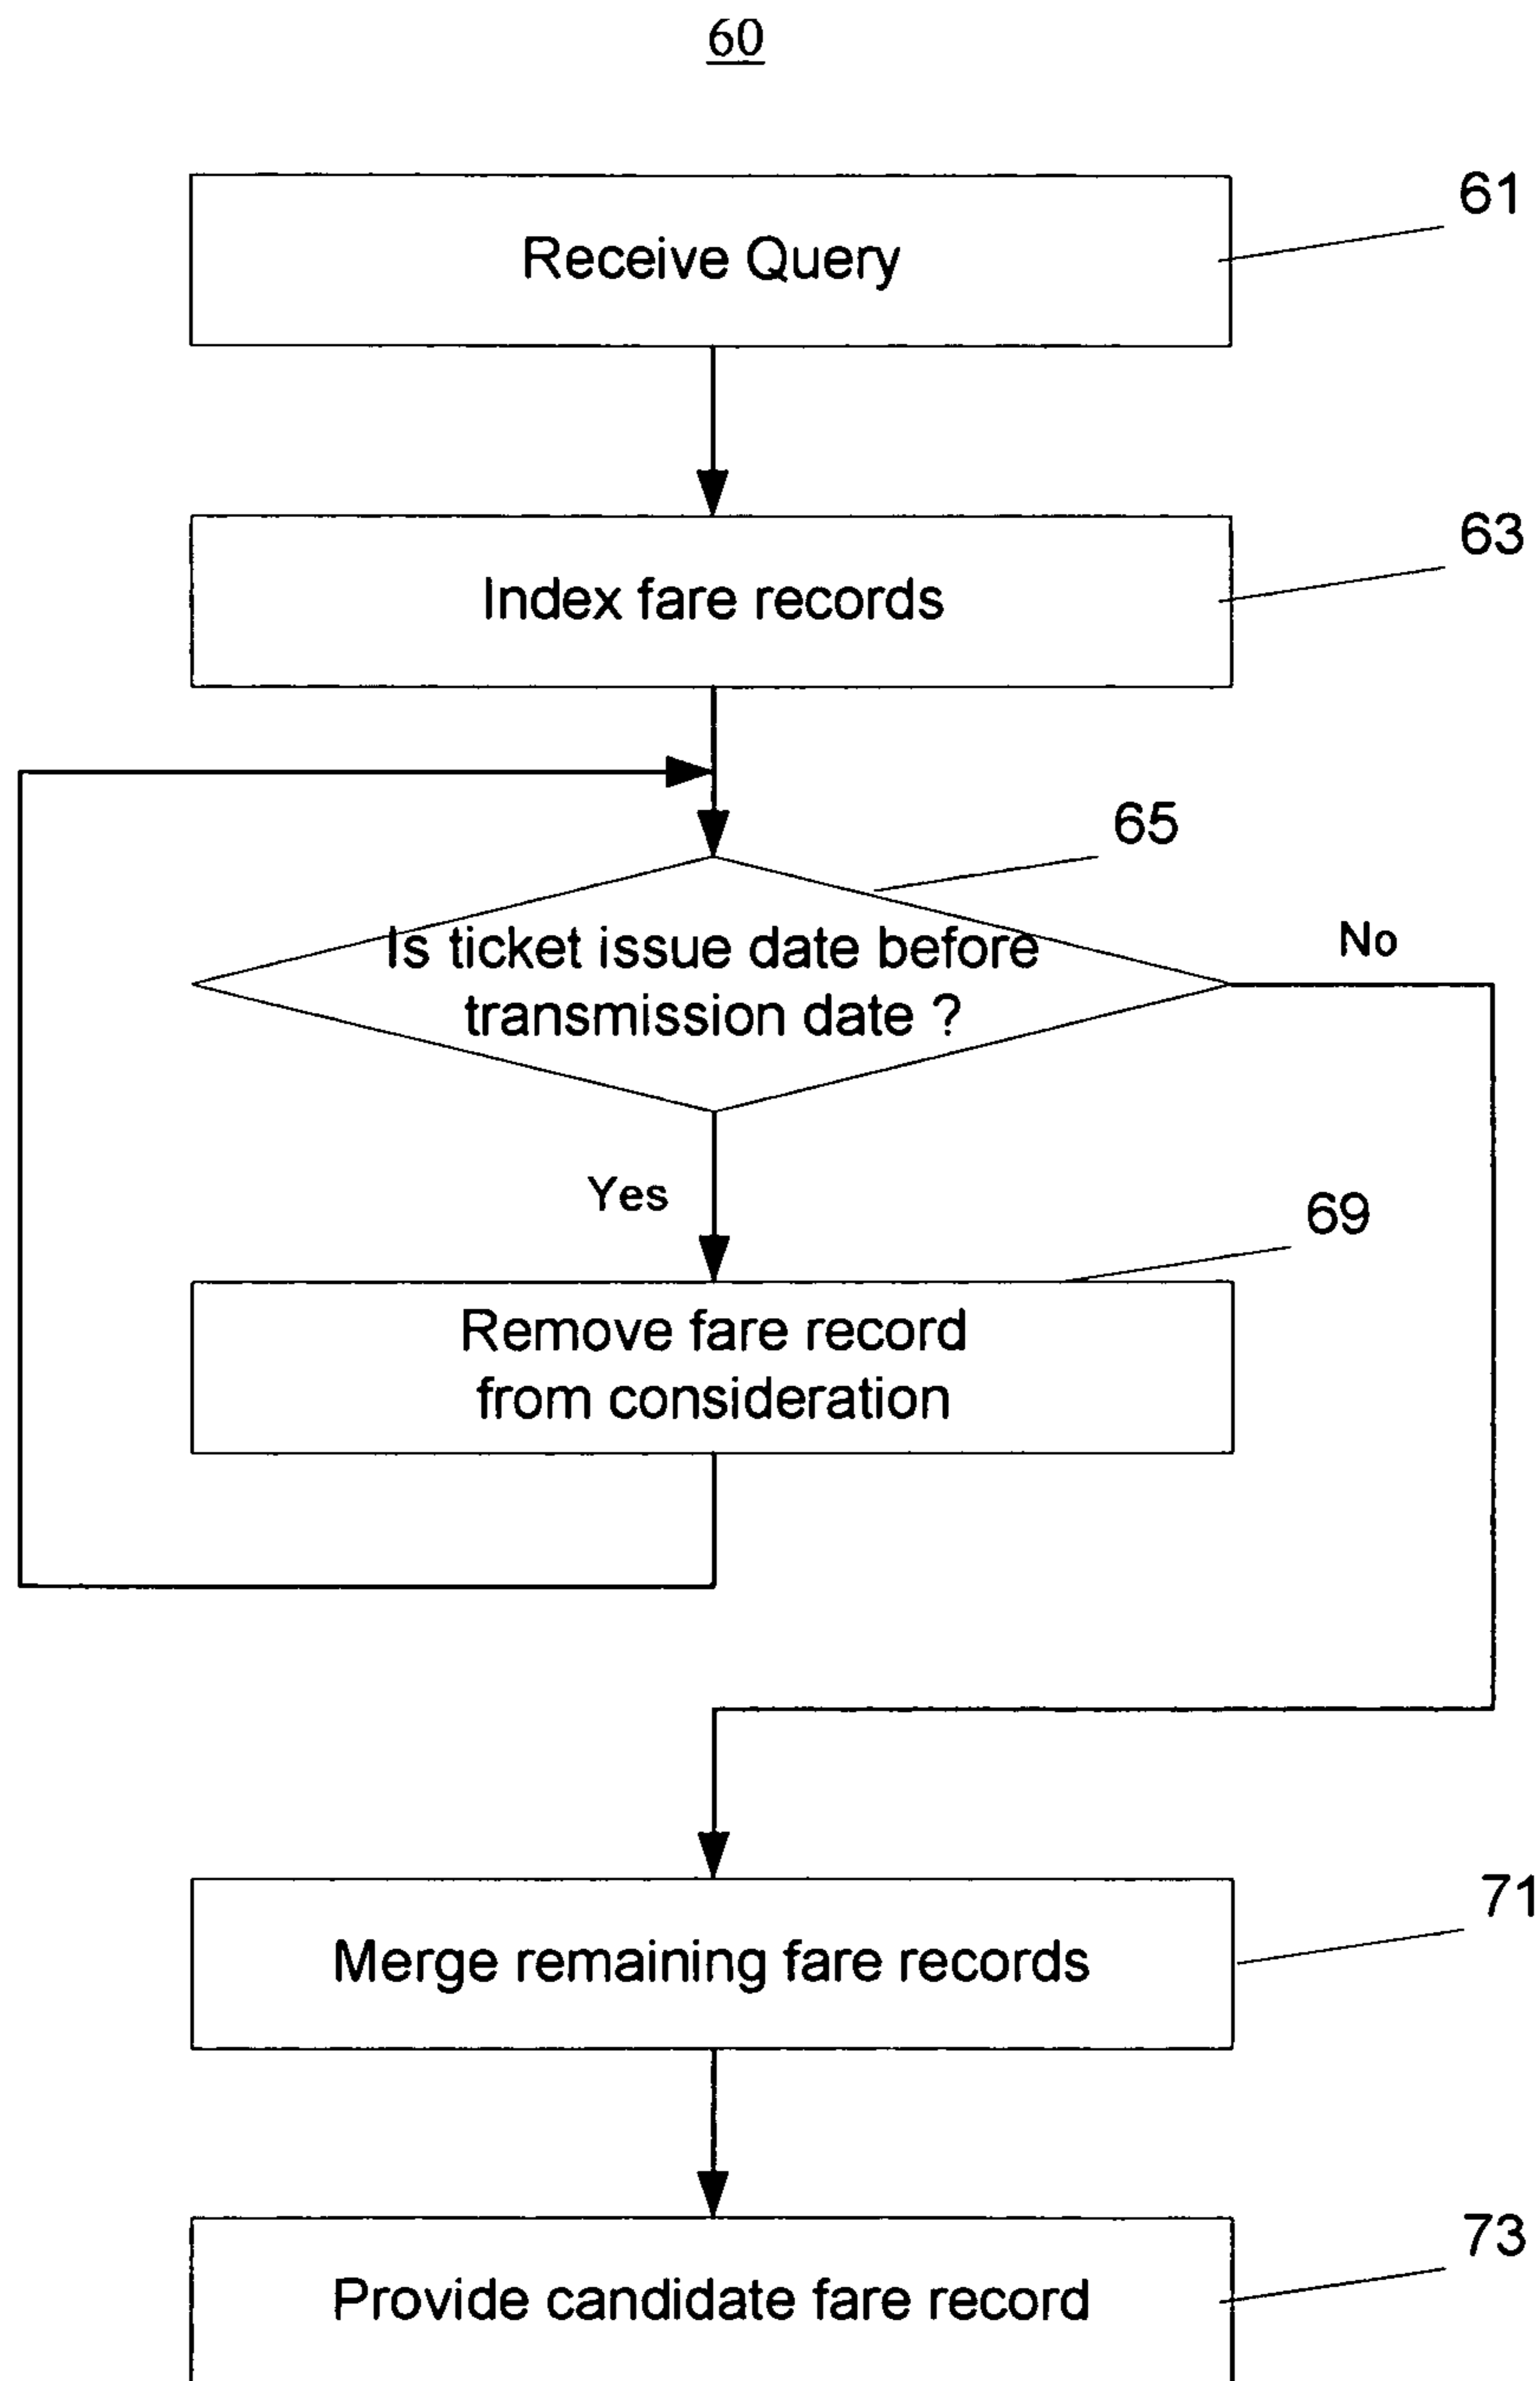 60
61
Receive Query
63
Index fare records
65
Is ticket issue date before
transmission date ?
No
Yes
69
Remove fare record
from consideration
71
Merge remaining fare records
73
Provide candidate fare record